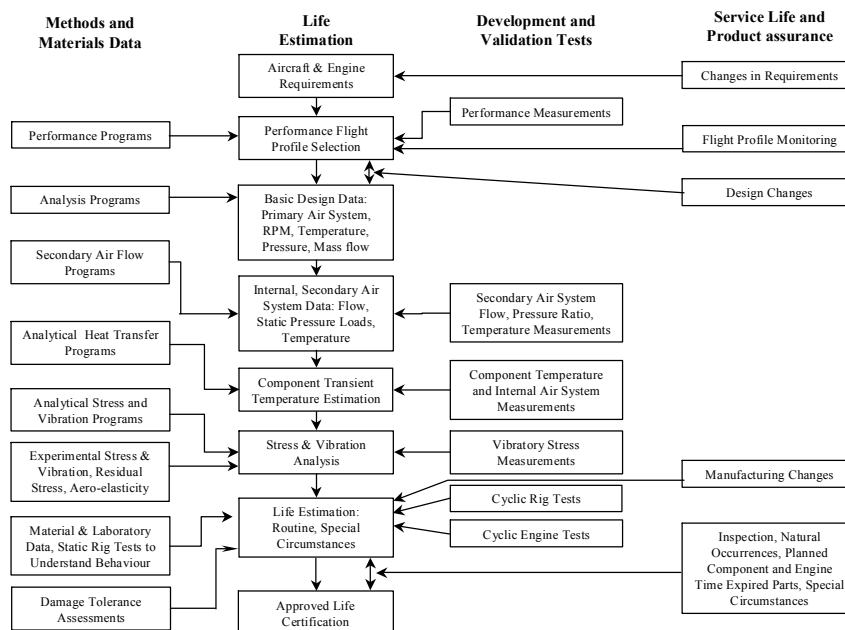 Methods and
Materials Data
Life
Estimation
Development and
Validation Tests
Service Life and
Product assurance
Aircraft & Engine
Requirements
Changes in Requirements
Performance Measurements
Performance Programs
Performance Flight
Profile Selection
Flight Profile Monitoring
Design Changes
Analysis Programs
Basic Design Data:
Primary Air System,
RPM, Temperature,
Pressure, Mass flow
Secondary Air Flow
Programs
Internal, Secondary Air
System Data: Flow,
Static Pressure Loads,
Temperature
Secondary Air System
Flow, Pressure Ratio,
Temperature Measurements
Analytical Heat Transfer
Programs
Component Transient
Temperature Estimation
Component Temperature
and Internal Air System
Measurements
Analytical Stress and
Vibration Programs
Stress & Vibration
Analysis
Vibratory Stress
Measurements
Experimental Stress &
Vibration, Residual
Stress, Aero-elasticity
Manufacturing Changes
Cyclic Rig Tests
Life Estimation:
Routine, Special
Circumstances
Cyclic Engine Tests
Material & Laboratory
Data, Static Rig Tests to
Understand Behaviour
Inspection, Natural
Occurrences, Planned
Component and Engine
Time Expired Parts, Special
Circumstances
Damage Tolerance
Assessments
Approved Life
Certification